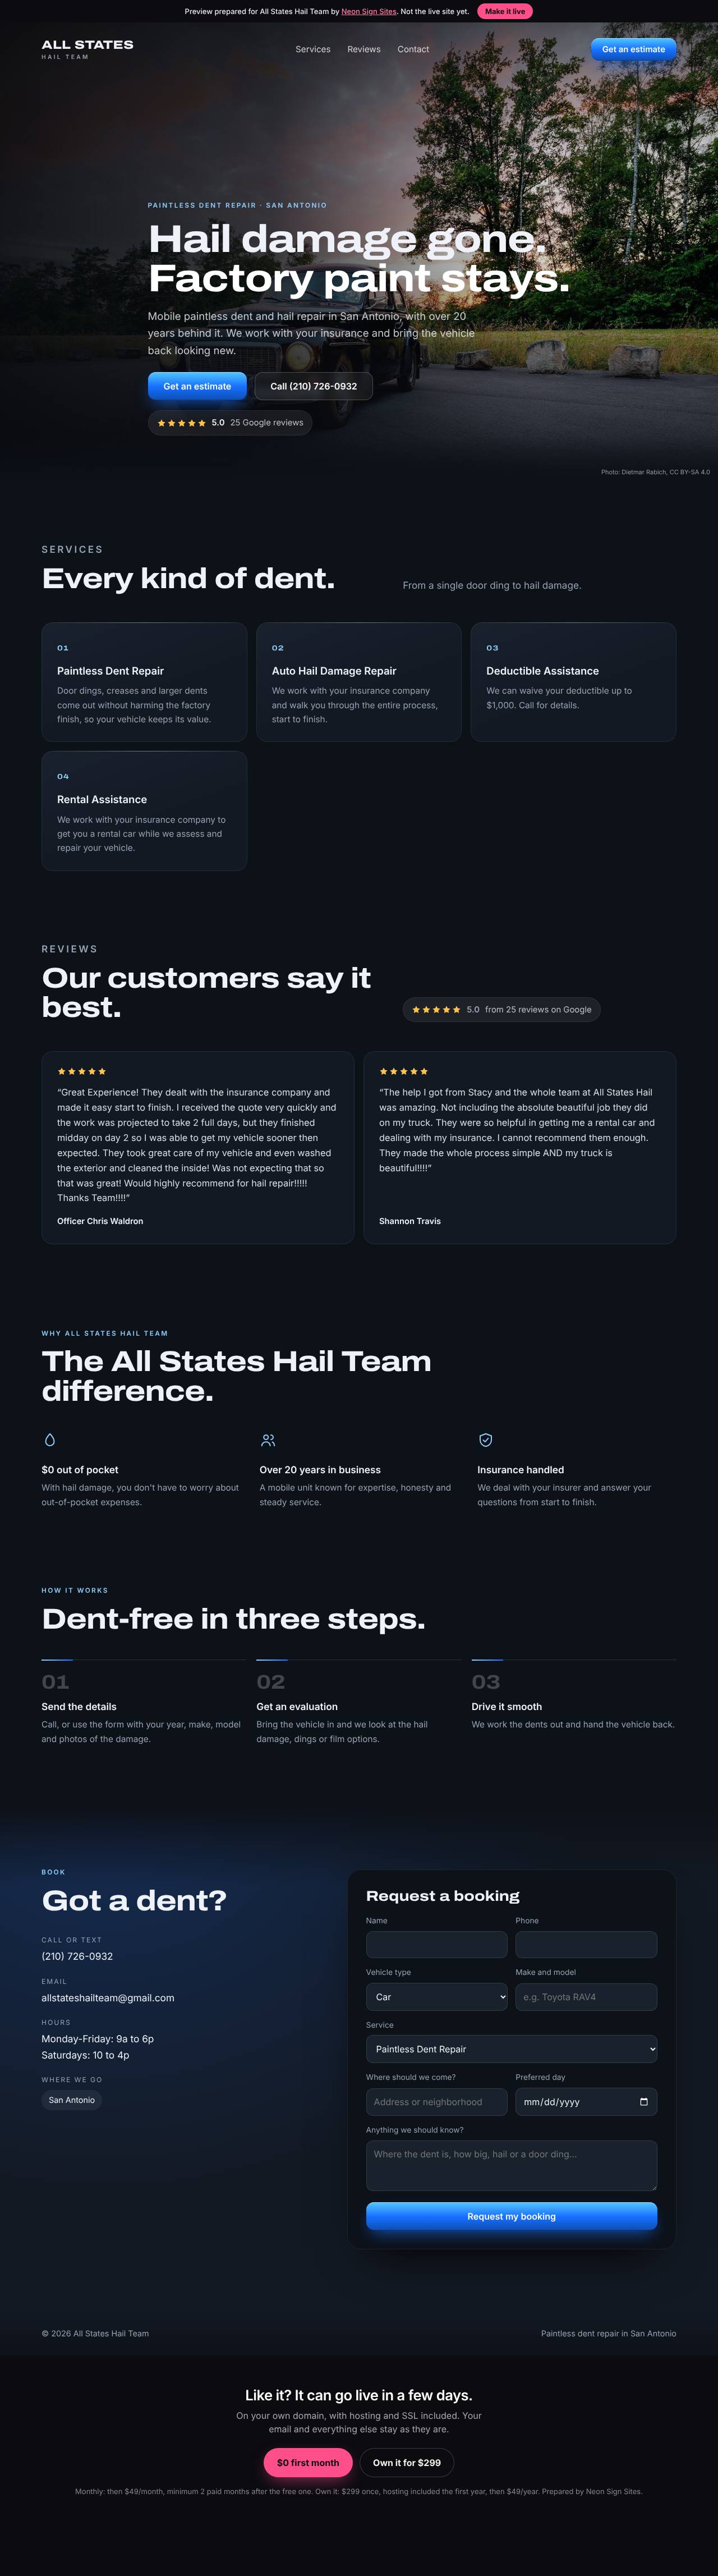 Preview prepared for All States Hail Team by Neon Sign Sites. Not the live site yet.
Make it live
ALL STATES
HAIL TEAM
Services
Reviews
Contact
Get an estimate
PAINTLESS DENT REPAIR · SAN ANTONIO
Hail damage gone.
Factory paint stays.
Mobile paintless dent and hail repair in San Antonio, with over 20
years behind it. We work with your insurance and bring the vehicle
back looking new.
Get an estimate
Call (210) 726-0932
★★★★★ 5.0 25 Google reviews
Photo: Dietmar Rabich, CC BY-SA 4.0
SERVICES
Every kind of dent.
From a single door ding to hail damage.
01
Paintless Dent Repair
Door dings, creases and larger dents
come out without harming the factory
finish, so your vehicle keeps its value.
02
Auto Hail Damage Repair
We work with your insurance company
and walk you through the entire process,
start to finish.
03
Deductible Assistance
We can waive your deductible up to
$1,000. Call for details.
04
Rental Assistance
We work with your insurance company to
get you a rental car while we assess and
repair your vehicle.
REVIEWS
Our customers say it
best.
★★★★★ 5.0 from 25 reviews on Google
★★★★★
“Great Experience! They dealt with the insurance company and
made it easy start to finish. I received the quote very quickly and
the work was projected to take 2 full days, but they finished
midday on day 2 so I was able to get my vehicle sooner then
expected. They took great care of my vehicle and even washed
the exterior and cleaned the inside! Was not expecting that so
that was great! Would highly recommend for hail repair!!!!!
Thanks Team!!!!”
Officer Chris Waldron
★★★★★
“The help I got from Stacy and the whole team at All States Hail
was amazing. Not including the absolute beautiful job they did
on my truck. They were so helpful in getting me a rental car and
dealing with my insurance. I cannot recommend them enough.
They made the whole process simple AND my truck is
beautiful!!!!”
Shannon Travis
WHY ALL STATES HAIL TEAM
The All States Hail Team
difference.
$0 out of pocket
With hail damage, you don’t have to worry about
out-of-pocket expenses.
Over 20 years in business
A mobile unit known for expertise, honesty and
steady service.
Insurance handled
We deal with your insurer and answer your
questions from start to finish.
HOW IT WORKS
Dent-free in three steps.
01
Send the details
Call, or use the form with your year, make, model
and photos of the damage.
02
Get an evaluation
Bring the vehicle in and we look at the hail
damage, dings or film options.
03
Drive it smooth
We work the dents out and hand the vehicle back.
BOOK
Got a dent?
CALL OR TEXT
(210) 726-0932
EMAIL
allstateshailteam@gmail.com
HOURS
Monday-Friday: 9a to 6p
Saturdays: 10 to 4p
WHERE WE GO
San Antonio
Request a booking
Name
Phone
Vehicle type
Car
Make and model
e.g. Toyota RAV4
Service
Paintless Dent Repair
Where should we come?
Address or neighborhood
Preferred day
mm/dd/yyyy
Anything we should know?
Where the dent is, how big, hail or a door ding...
Request my booking
© 2026 All States Hail Team
Paintless dent repair in San Antonio
Like it? It can go live in a few days.
On your own domain, with hosting and SSL included. Your
email and everything else stay as they are.
$0 first month
Own it for $299
Monthly: then $49/month, minimum 2 paid months after the free one. Own it: $299 once, hosting included the first year, then $49/year. Prepared by Neon Sign Sites.